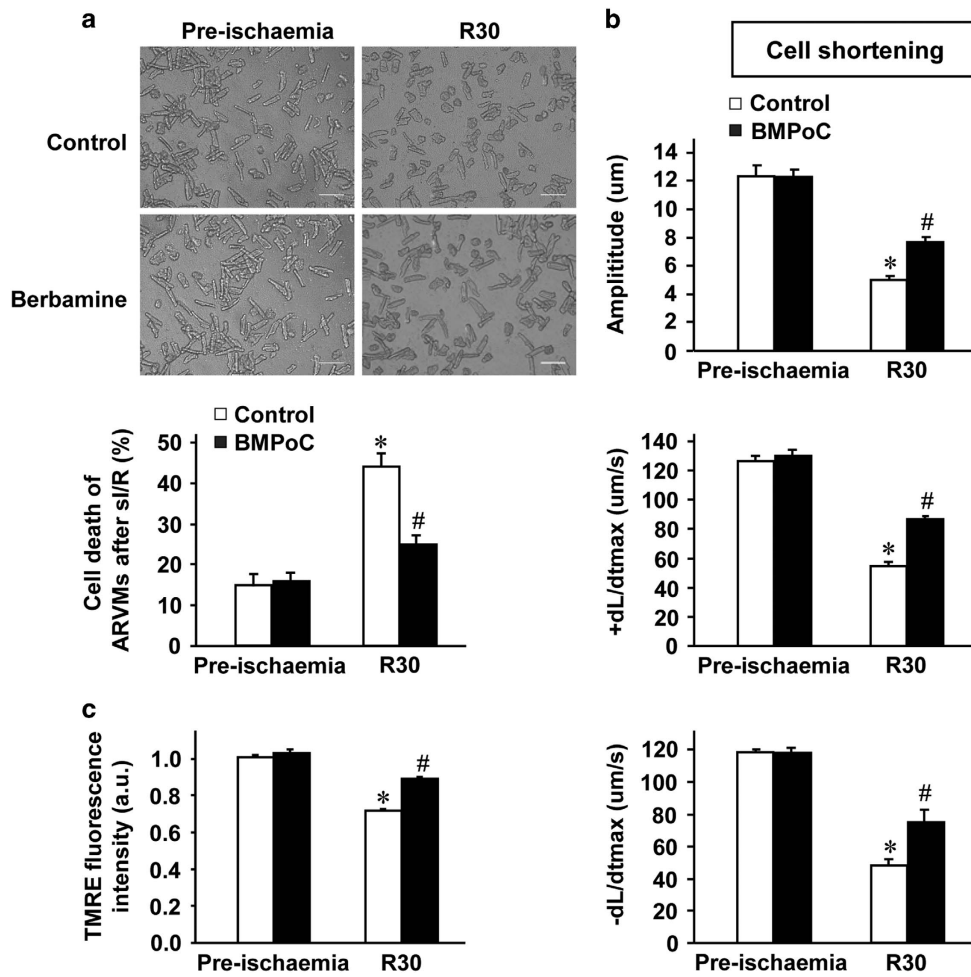 a
Pre-ischaemia R30
Control
Berbamine
Control
BMPoC
Cell death of
ARVMs after sI/R (%)
50
40
30
20
10
0
*
#
Pre-ischaemia R30
b
Cell shortening
Control
BMPoC
Amplititude (um)
14
12
10
8
6
4
2
0
*
#
Pre-ischaemia R30
+dL/dtmax (um/s)
140
120
100
80
60
40
20
0
*
#
Pre-ischaemia R30
-dL/dtmax (um/s)
120
100
80
60
40
20
0
*
#
Pre-ischaemia R30
c
TMRE fluorescence
intensity (a.u.)
1.0
0.8
0.6
0.4
0.2
0.0
*
#
Pre-ischaemia R30